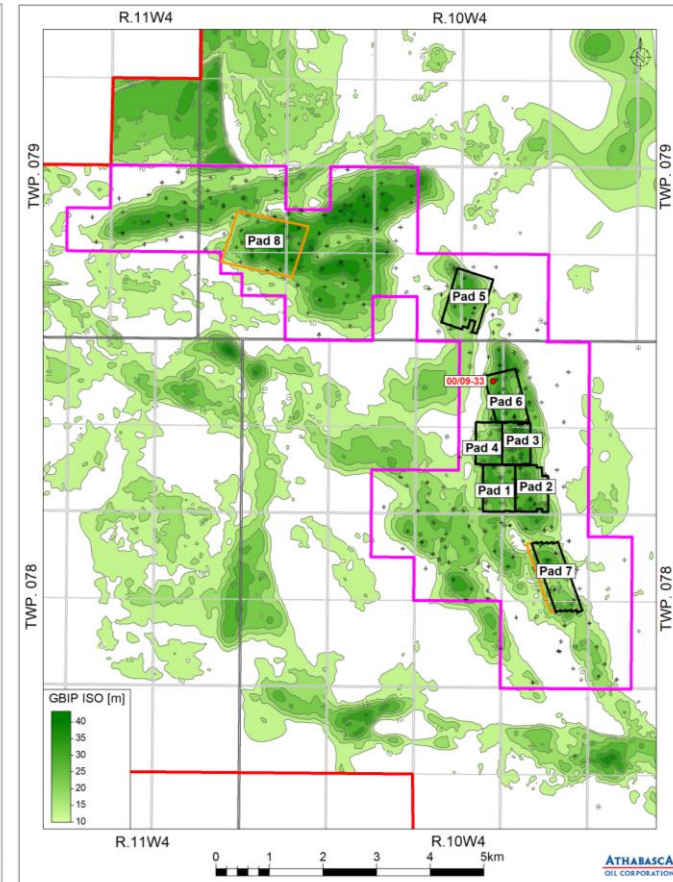 R.11W4 R.10W4
TWP. 079 TWP. 079
Pad 8
Pad 5
00/09-33
Pad 6
Pad 4 Pad 3
Pad 1 Pad 2
Pad 7
TWP. 078 TWP. 078
GBIP ISO [m]
40
35
30
25
20
15
10
R.11W4 R.10W4
0 1 2 3 4 5km
ATHABASCA
OIL CORPORATION